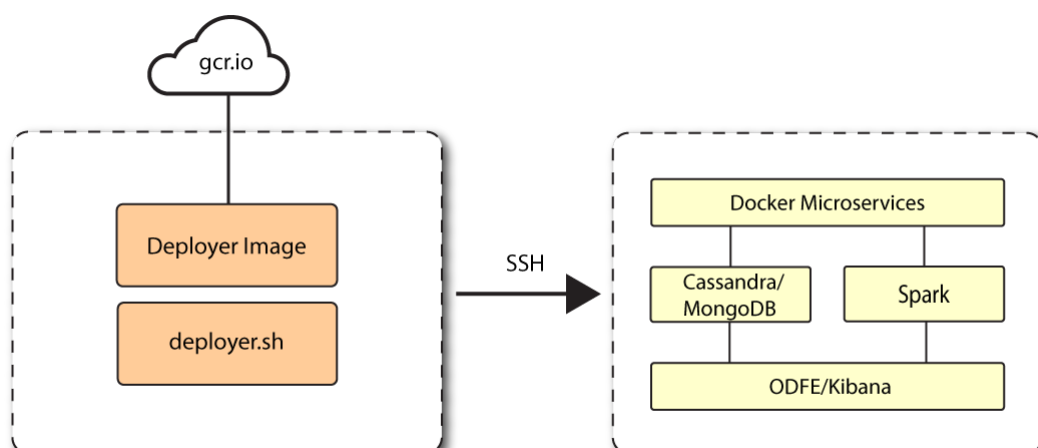 gcr.io
Deployer Image
deployer.sh
SSH
Docker Microservices
Cassandra/
MongoDB
Spark
ODFE/Kibana